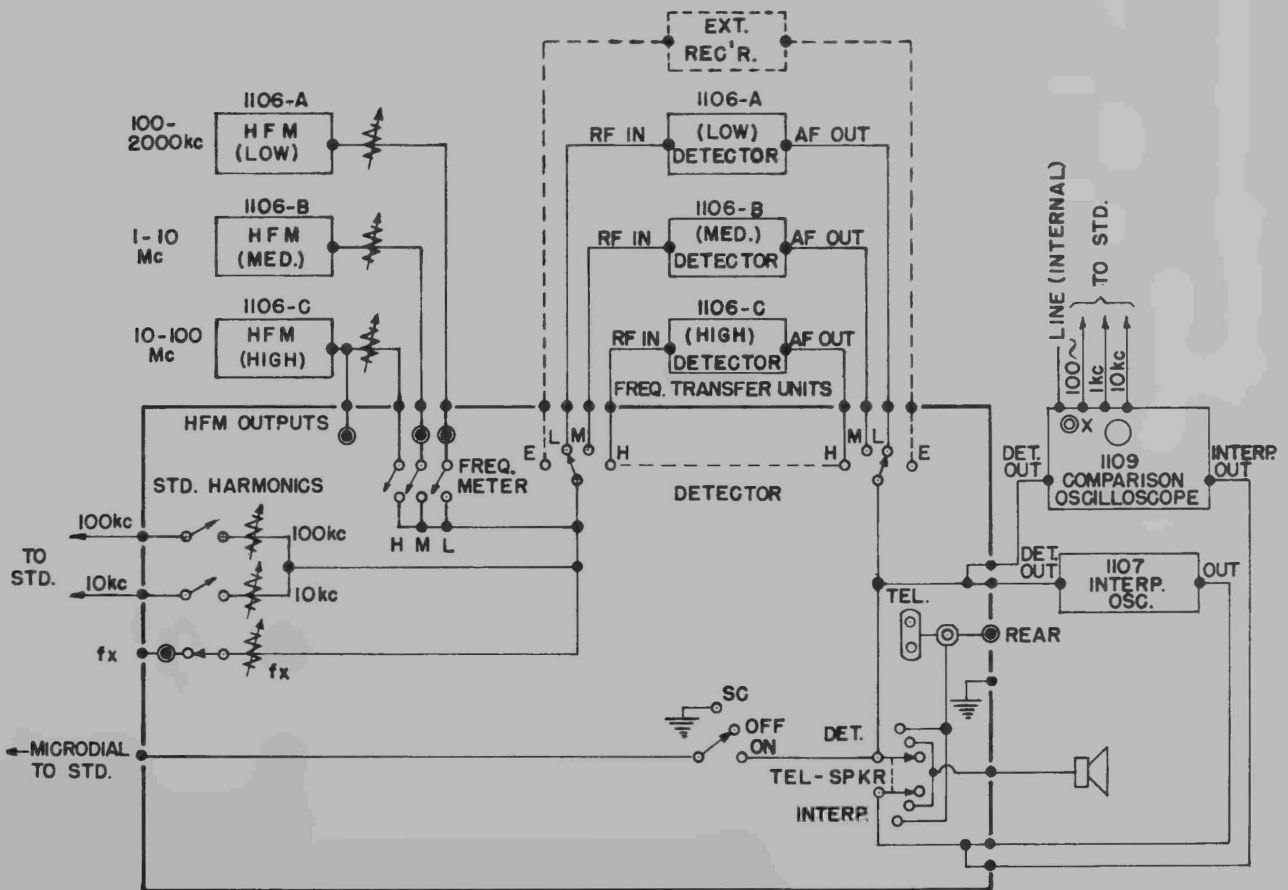 EXT.
REC'R.
1106-A
100-
2000kc
HFM
(LOW)
1106-A
RF IN
(LOW)
DETECTOR
AF OUT
1106-B
1-10
Mc
HFM
(MED.)
1106-B
RF IN
(MED.)
DETECTOR
AF OUT
1106-C
10-100
Mc
HFM
(HIGH)
1106-C
RF IN
(HIGH)
DETECTOR
AF OUT
FREQ. TRANSFER UNITS
LINE (INTERNAL)
100~
1kc
10kc
TO STD.
HFM OUTPUTS
FREQ.
METER
H M L
E L M H
DETECTOR
H M L E
X
DET.
OUT
1109
COMPARISON
OSCILLOSCOPE
INTERP.
OUT
STD. HARMONICS
100kc
100kc
TO
STD.
10kc
10kc
fx
fx
DET.
OUT
1107
INTERP.
OSC.
OUT
TEL.
REAR
SC
OFF
ON
MICRODIAL
TO STD.
DET.
TEL-SPKR
INTERP.